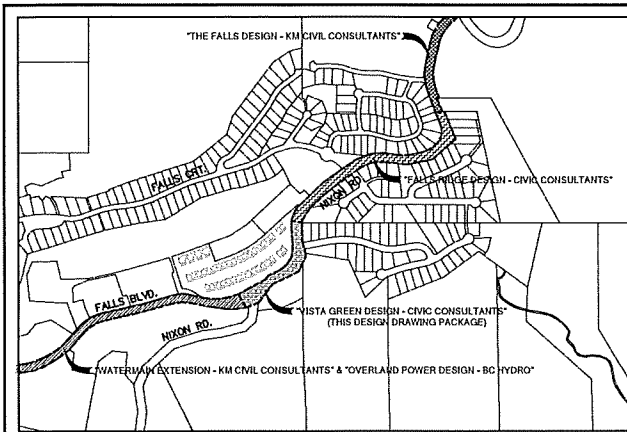 "THE FALLS DESIGN - KM CIVIL CONSULTANTS"
FALLS CRT.
NIXON RD.
"FALLS RIDGE DESIGN - CIVIC CONSULTANTS"
FALLS BLVD.
NIXON RD.
"VISTA GREEN DESIGN - CIVIC CONSULTANTS"
(THIS DESIGN DRAWING PACKAGE)
"WATERMAIN EXTENSION - KM CIVIL CONSULTANTS" & "OVERLAND POWER DESIGN - BC HYDRO"